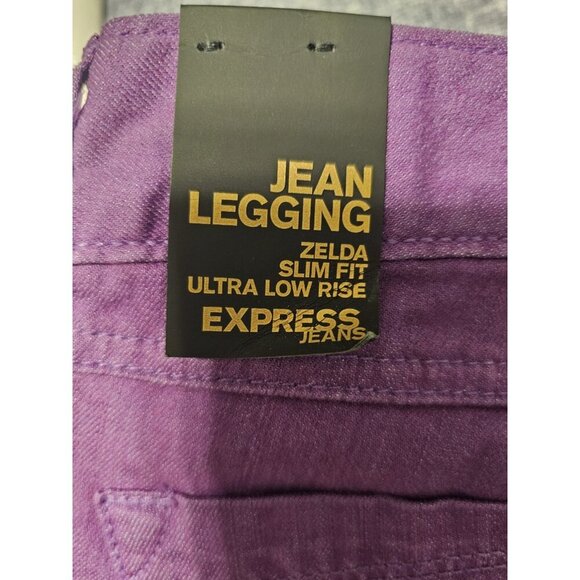 JEAN
LEGGING
ZELDA
SLIM FIT
ULTRA LOW RISE
EXPRESS
JEANS